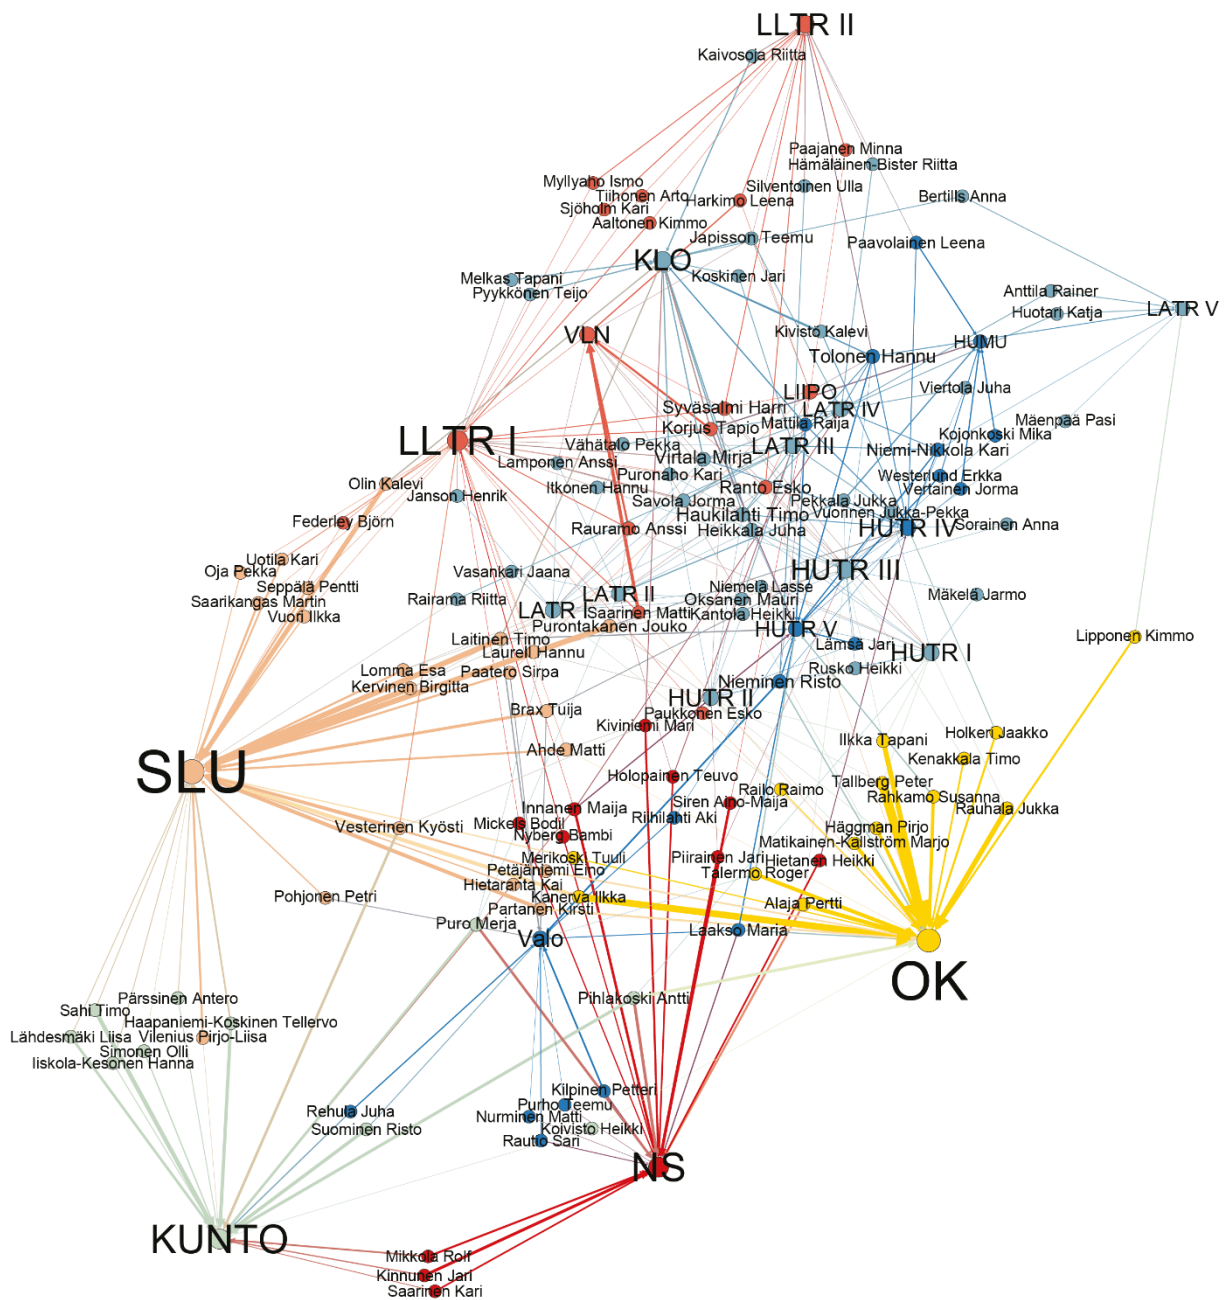 LLTR II
Kaivosoja Riitta
Paajanen Minna
Hämäläinen-Bister Riitta
Myllyaho Ismo
Silventoinen Ulla
Tiihonen Arto
Bertills Anna
Harkimo Leena
Sjöholm Kari
Aaltonen Kimmo
Japisson Teemu
Paavolainen Leena
KLO
Koskinen Jari
Melkas Tapani
Anttila Rainer
Pyykkönen Teijo
LATR V
Huotari Katja
Kivistö Kalevi
VLN
HUMU
Tolonen Hannu
Viertola Juha
LIIPO
Syväsalmi Harri
LATR IV
Mäenpää Pasi
Mattila Raija
Korjus Tapio
Kojonkoski Mika
LLTR I
Vähätalo Pekka
LATR III
Niemi-Nikkola Kari
Virtala Mirja
Lamponen Anssi
Puronaho Kari
Westerlund Erkka
Olin Kalevi
Itkonen Hannu
Ranto Esko
Vertainen Jorma
Janson Henrik
Savola Jorma
Pekkala Jukka
Vuorinen Jukka-Pekka
Haukilahti Timo
Federley Björn
Rauramo Anssi
Heikkala Juha
HUTR IV
Sorainen Anna
Uotila Kari
Oja Pekka
Vasankari Jaana
HUTR III
Seppälä Pentti
Niemelä Lasse
Saarikangas Martin
Rairama Riitta
LATR II
Oksanen Mauri
Mäkelä Jarmo
Vuori Ilkka
LATR I
Saarinen Matti
Kantola Heikki
Purontakanen Jouko
HUTR V
Lipponen Kimmo
Laitinen Timo
Lämsä Jari
Laurell Hannu
HUTR I
Lomma Esa
Paatero Sirpa
Rusko Heikki
Kervinen Birgitta
Nieminen Risto
HUTR II
Brax Tuija
Paukkonen Esko
Kiviniemi Mari
Holkeri Jaakko
Ilkka Tapani
Ahde Matti
Kenakkala Timo
SLU
Holopainen Teuvo
Tallberg Peter
Railo Raimo
Rahkamo Susanna
Siren Aino-Maija
Innanen Maija
Rauhala Jukka
Mickels Bodil
Riihilahti Aki
Vesterinen Kyösti
Häggman Pirjo
Nyberg Bambi
Matikainen-Kallström Marjo
Merikoski Tuuli
Piirainen Jari
Hietanen Heikki
Petäjäniemi Eino
Talermo Roger
Hietaranta Kai
Pohjonen Petri
Kanerva Ilkka
Alaja Pertti
Partanen Kirsti
Puro Merja
Laakso Marja
Valo
OK
Pärssinen Antero
Pihlakoski Antti
Sahi Timo
Haapaniemi-Koskinen Tellervo
Lähdesmäki Liisa
Vilenius Pirjo-Liisa
Simonen Olli
Iiskola-Kesonen Hanna
Kilpinen Petteri
Purho Teemu
Rehula Juha
Nurminen Matti
Suominen Risto
Koivisto Heikki
Rautio Sari
NS
KUNTO
Mikkola Rolf
Kinnunen Jari
Saarinen Kari